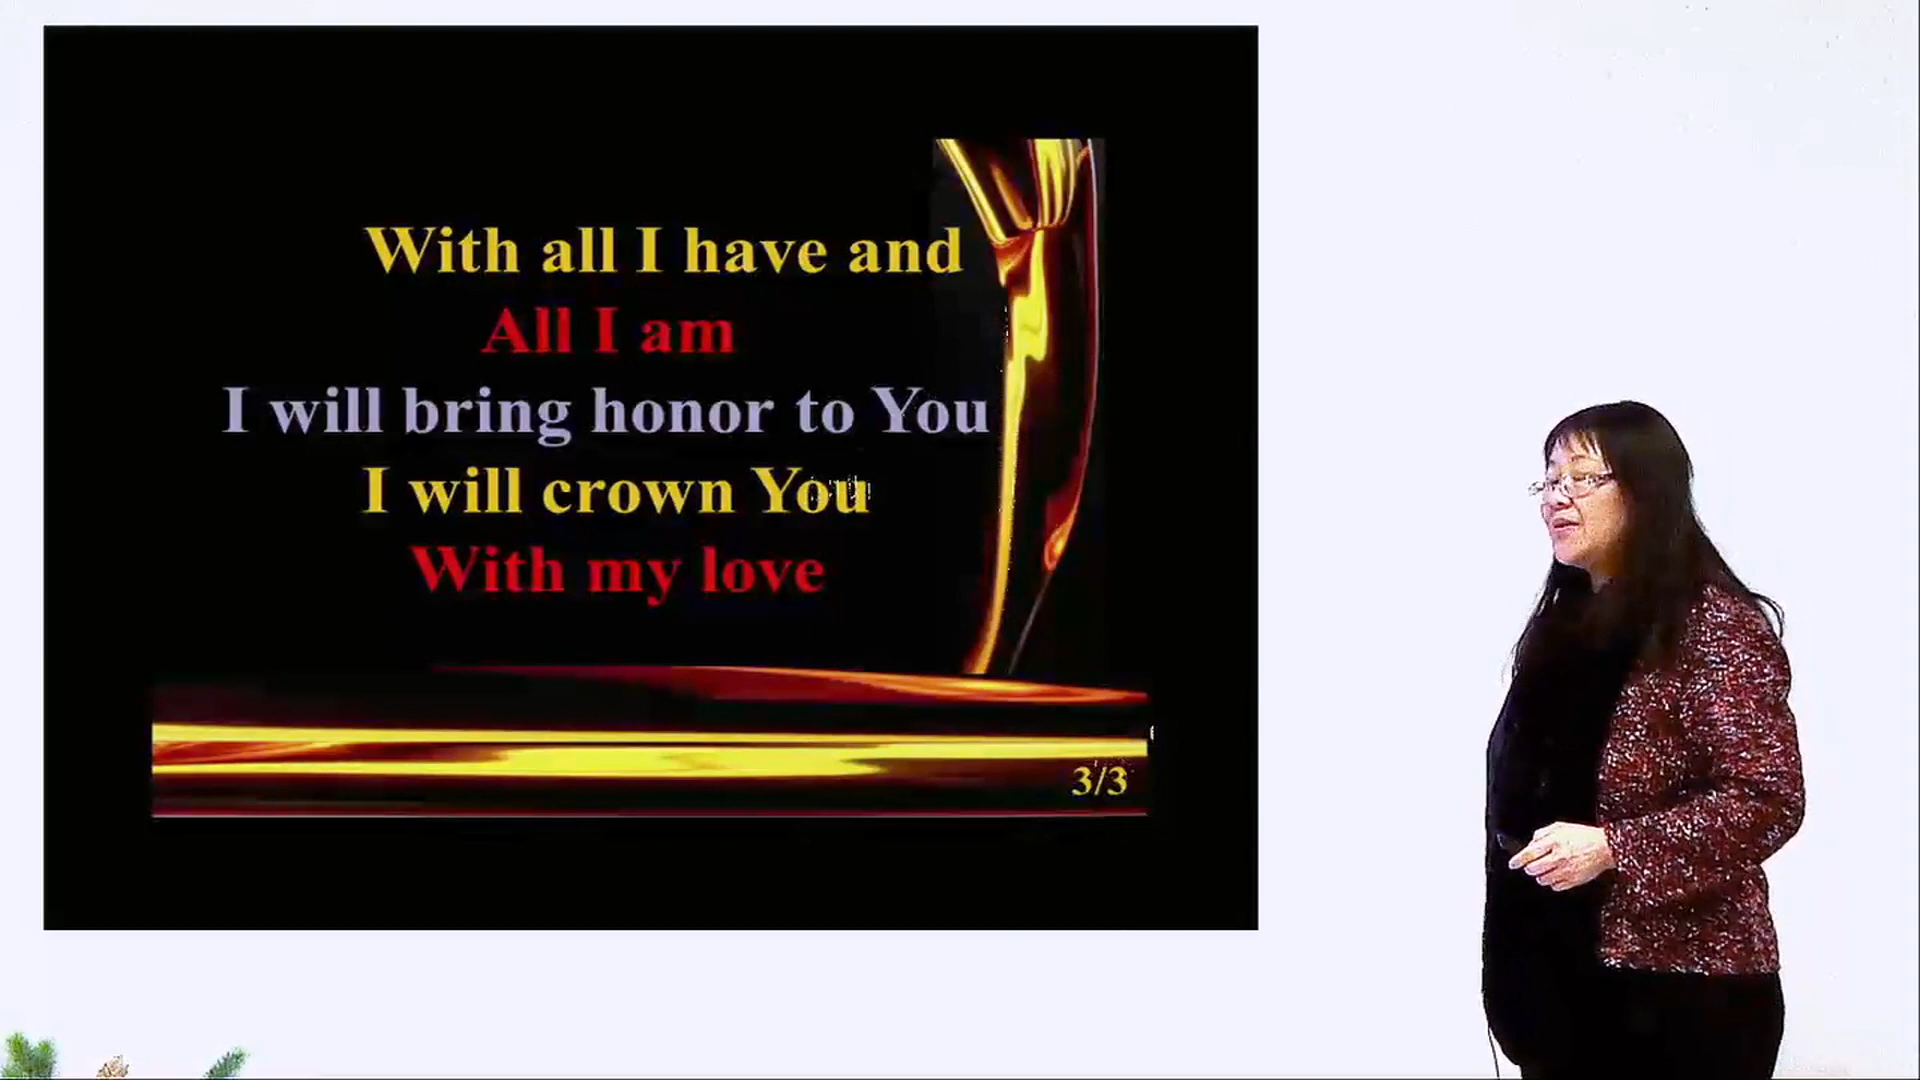 With all I have and
All I am
I will bring honor to You
I will crown You
With my love
3/3